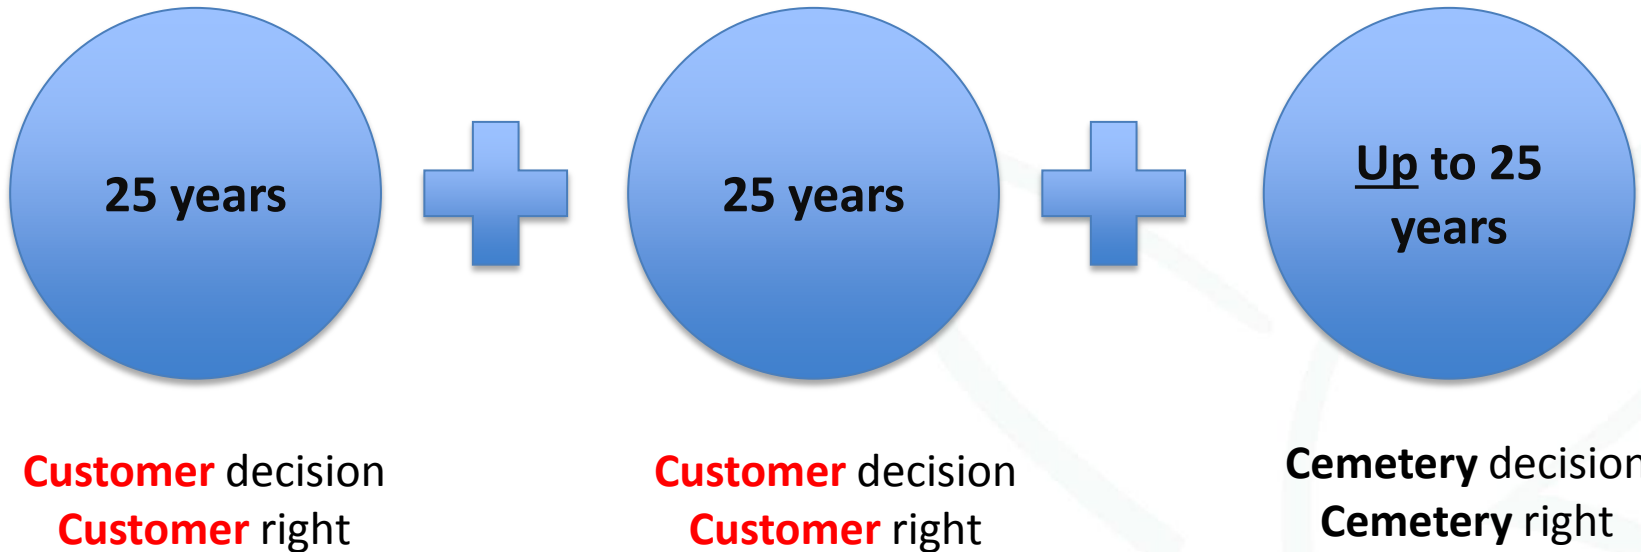 25 years
25 years
Up to 25
years
Customer decision
Customer right
Customer decision
Customer right
Cemetery decision
Cemetery right